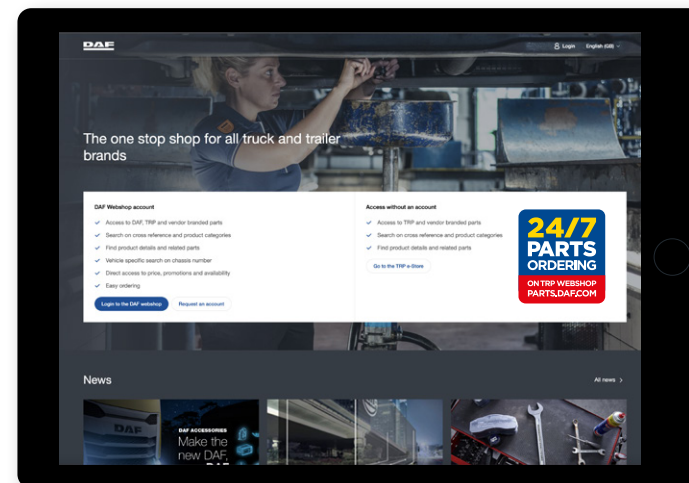 DAF
Login English (GB)
The one stop shop for all truck and trailer
brands
DAF Webshop account
Access to DAF, TRP and vendor branded parts
Search on cross reference and product categories
Find product details and related parts
Vehicle specific search on chassis number
Direct access to price, promotions and availability
Easy ordering
Login to the DAF webshop Request an account
Access without an account
Access to TRP and vendor branded parts
Search on cross reference and product categories
Find product details and related parts
Go to the TRP e-Store
24/7
PARTS
ORDERING
ON TRP WEBSHOP
PARTS.DAF.COM
News
All news
DAF
DAF ACCESSORIES
Make the
new DAF,